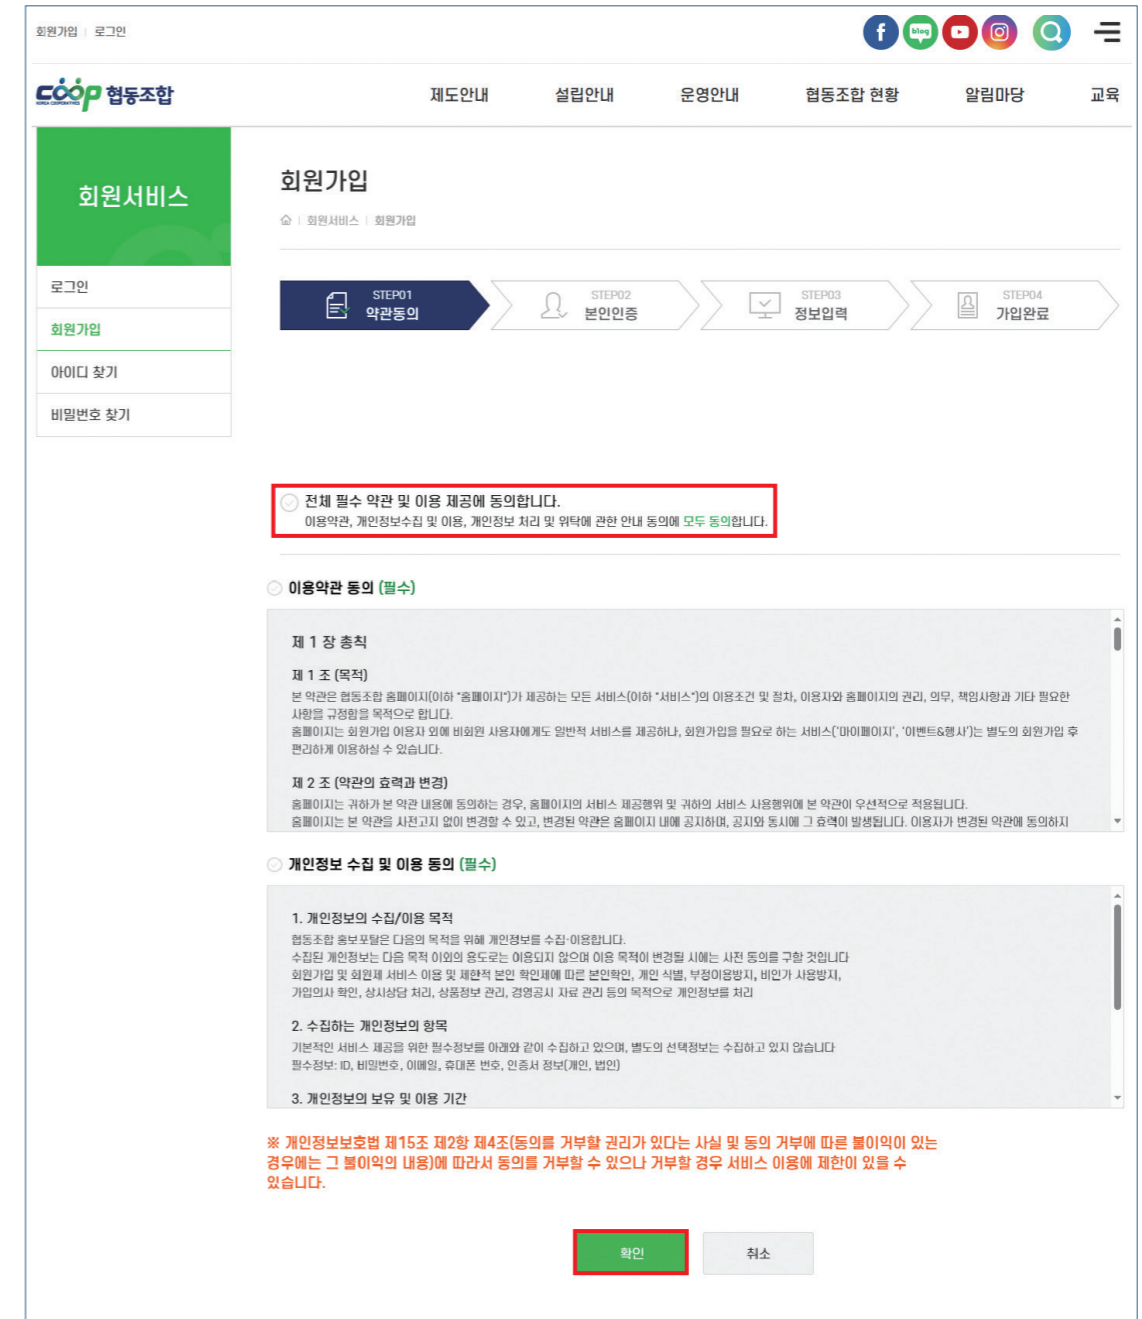 회원가입 | 로그인
blog
COOP 협동조합
KOREA COOPERATIVES
제도안내 설립안내 운영안내 협동조합 현황 알림마당 교육
회원서비스
로그인
회원가입
아이디 찾기
비밀번호 찾기
회원가입
회원서비스 | 회원가입
STEP01
약관동의
STEP02
본인인증
STEP03
정보입력
STEP04
가입완료
전체 필수 약관 및 이용 제공에 동의합니다.
이용약관, 개인정보수집 및 이용, 개인정보 처리 및 위탁에 관한 안내 동의에 모두 동의합니다.
이용약관 동의 (필수)
제 1 장 총칙
제 1 조 (목적)
본 약관은 협동조합 홈페이지(이하 "홈페이지")가 제공하는 모든 서비스(이하 "서비스")의 이용조건 및 절차, 이용자와 홈페이지의 권리, 의무, 책임사항과 기타 필요한
사항을 규정함을 목적으로 합니다.
홈페이지는 회원가입 이용자 외에 비회원 사용자에게도 일반적 서비스를 제공하나, 회원가입을 필요로 하는 서비스('마이페이지', '이벤트&행사')는 별도의 회원가입 후
편리하게 이용하실 수 있습니다.
제 2 조 (약관의 효력과 변경)
홈페이지는 귀하가 본 약관 내용에 동의하는 경우, 홈페이지의 서비스 제공행위 및 귀하의 서비스 사용행위에 본 약관이 우선적으로 적용됩니다.
홈페이지는 본 약관을 사전고지 없이 변경할 수 있고, 변경된 약관은 홈페이지 내에 공지하며, 공지와 동시에 그 효력이 발생됩니다. 이용자가 변경된 약관에 동의하지
개인정보 수집 및 이용 동의 (필수)
1. 개인정보의 수집/이용 목적
협동조합 홍보포탈은 다음의 목적을 위해 개인정보를 수집·이용합니다.
수집된 개인정보는 다음 목적 이외의 용도로는 이용되지 않으며 이용 목적이 변경될 시에는 사전 동의를 구할 것입니다
회원가입 및 회원제 서비스 이용 및 제한적 본인 확인제에 따른 본인확인, 개인 식별, 부정이용방지, 비인가 사용방지,
가입의사 확인, 상시상담 처리, 상품정보 관리, 경영공시 자료 관리 등의 목적으로 개인정보를 처리
2. 수집하는 개인정보의 항목
기본적인 서비스 제공을 위한 필수정보를 아래와 같이 수집하고 있으며, 별도의 선택정보는 수집하고 있지 않습니다
필수정보: ID, 비밀번호, 이메일, 휴대폰 번호, 인증서 정보(개인, 법인)
3. 개인정보의 보유 및 이용 기간
※ 개인정보보호법 제15조 제2항 제4조(동의를 거부할 권리가 있다는 사실 및 동의 거부에 따른 불이익이 있는
경우에는 그 불이익의 내용)에 따라서 동의를 거부할 수 있으나 거부할 경우 서비스 이용에 제한이 있을 수
있습니다.
확인 취소